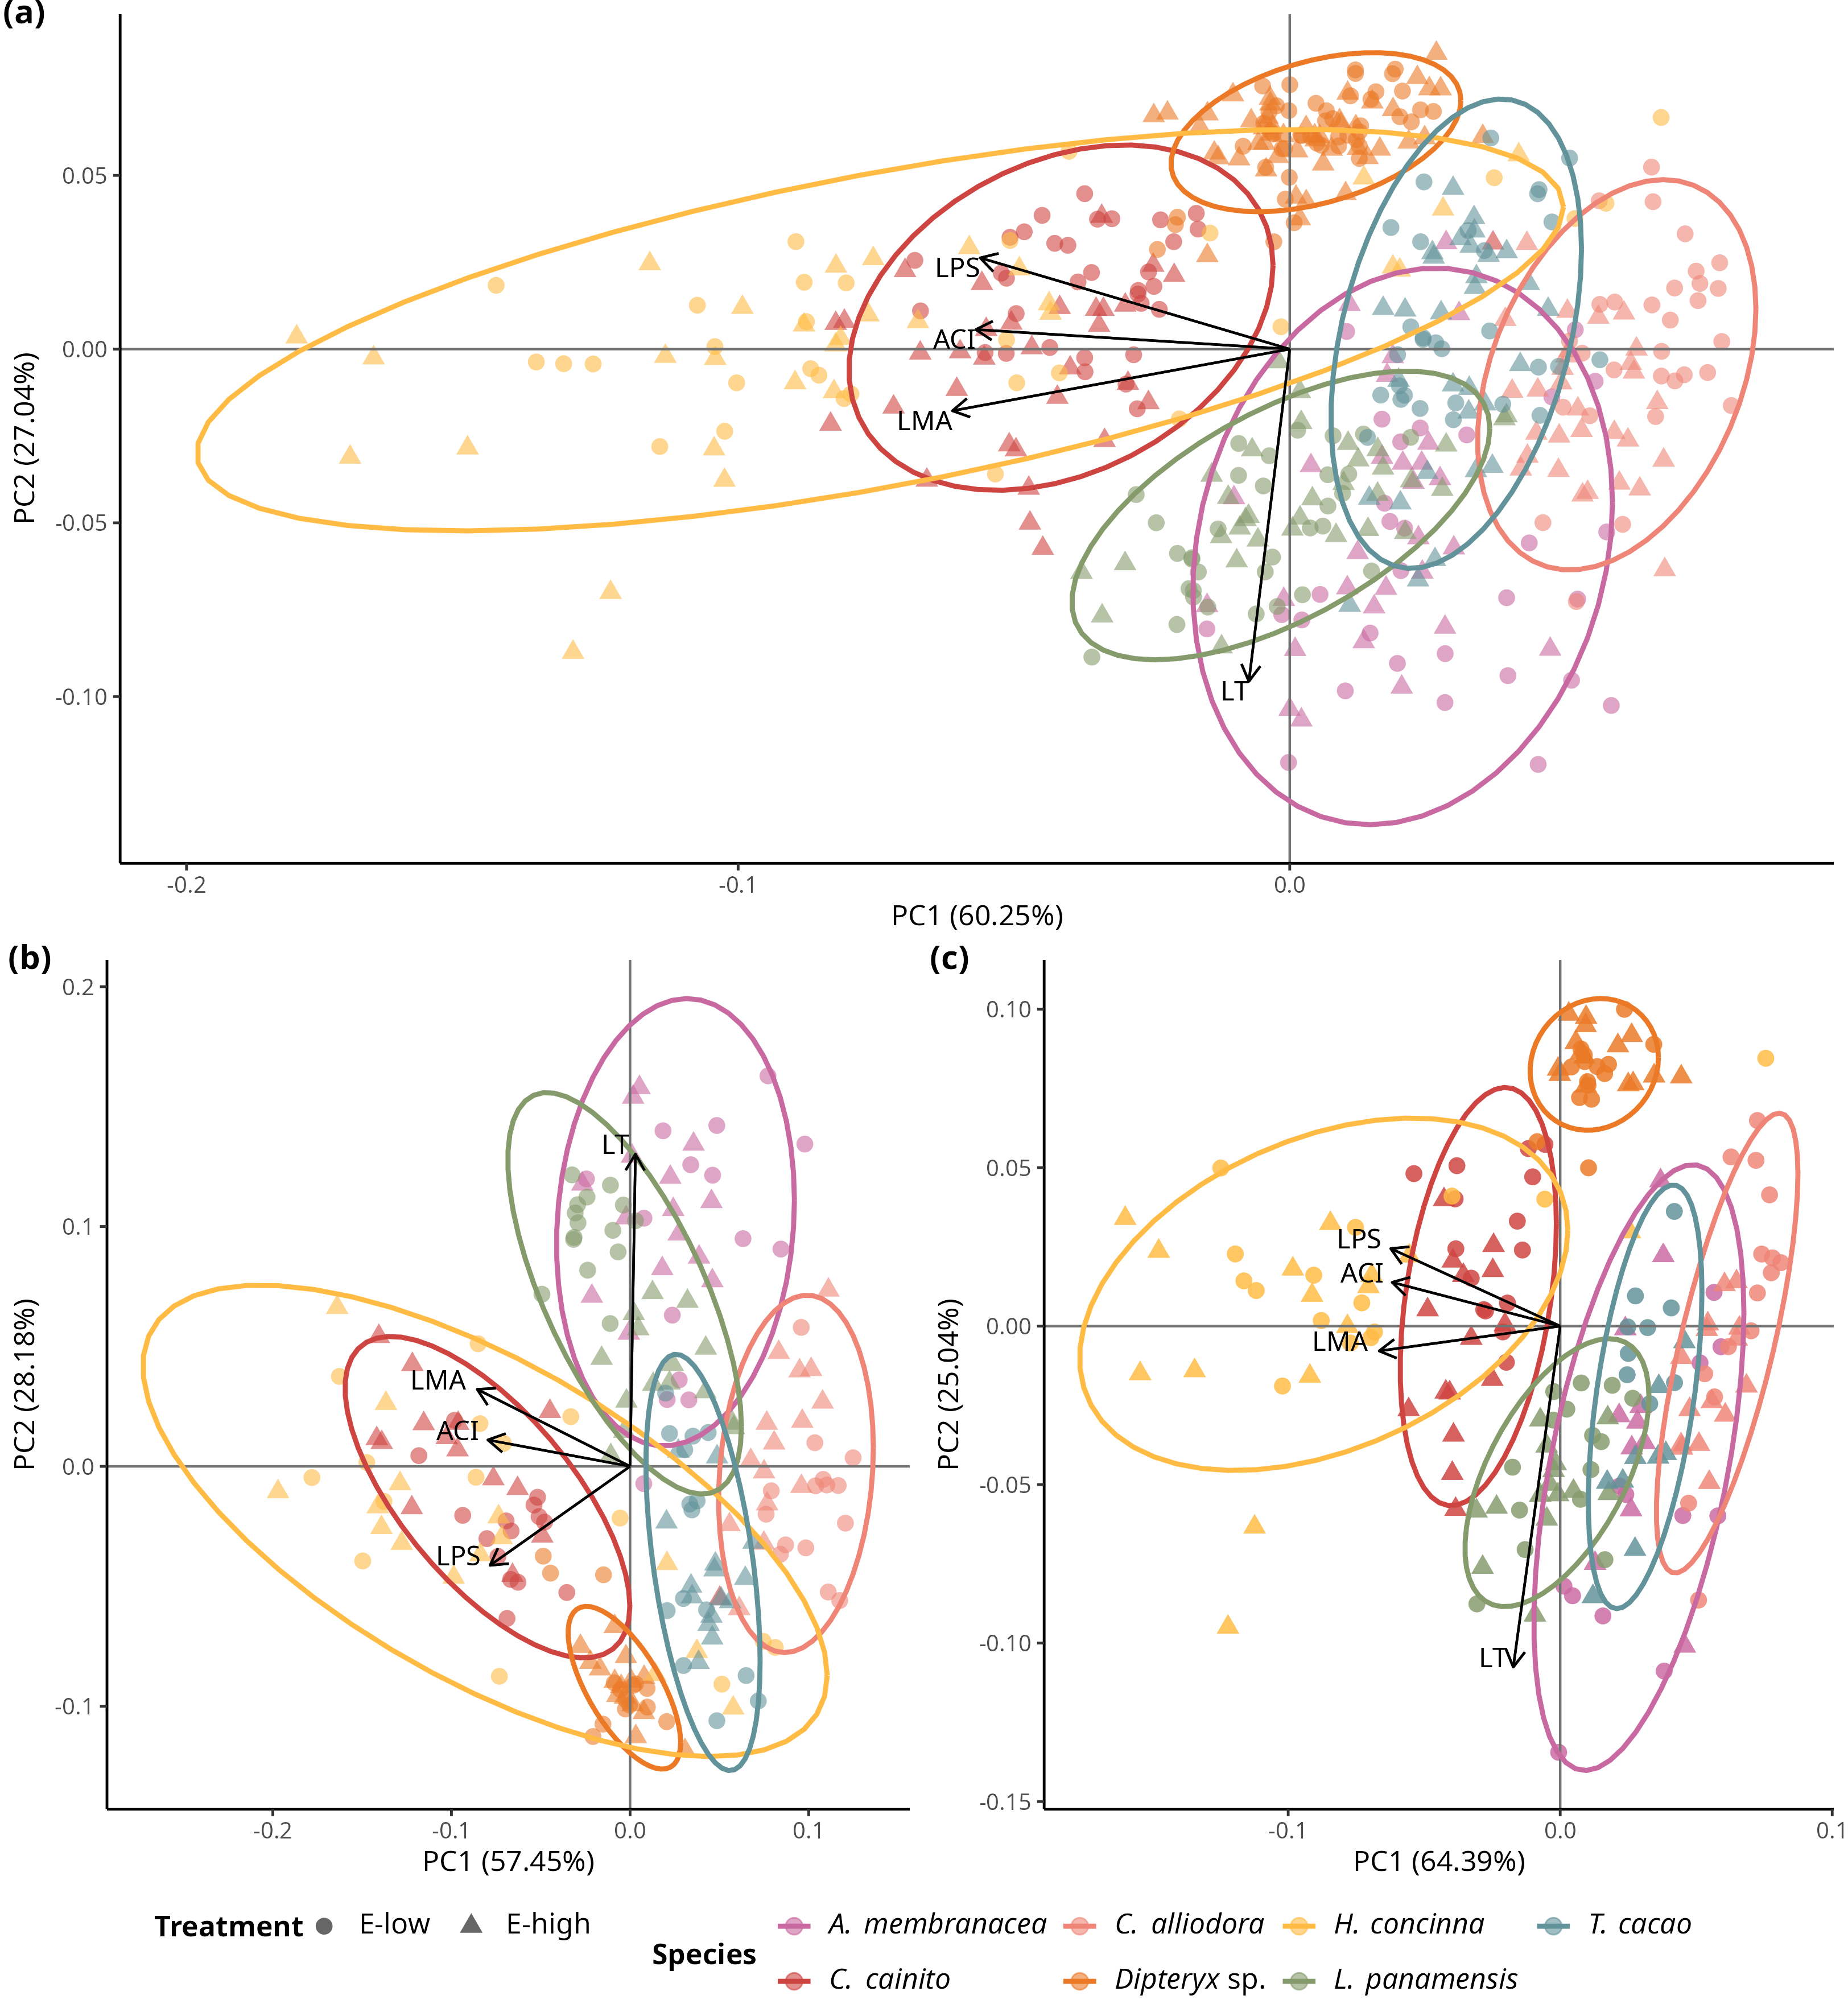 (a)
0.05
0.00
-0.05
-0.10
PC2 (27.04%)
LPS
ACI
LMA
LT
-0.2 -0.1 0.0
PC1 (60.25%)
(b)
0.2
0.1
0.0
-0.1
PC2 (28.18%)
LT
LMA
ACI
LPS
-0.2 -0.1 0.0 0.1
PC1 (57.45%)
(c)
0.10
0.05
0.00
-0.05
-0.10
-0.15
PC2 (25.04%)
LPS
ACI
LMA
LT
-0.1 0.0 0.1
PC1 (64.39%)
Treatment E-low E-high
Species
A. membranacea C. alliodora H. concinna T. cacao
C. cainito Dipteryx sp. L. panamensis